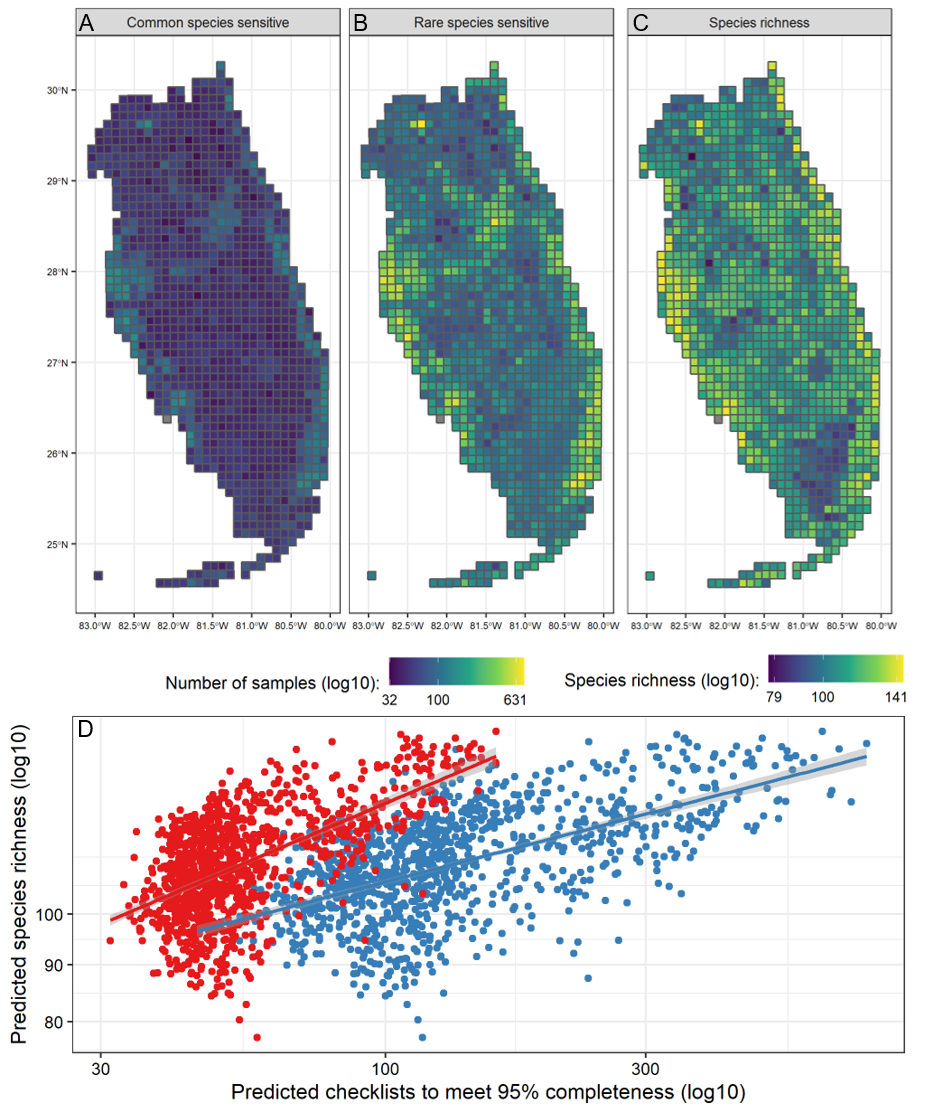 A Common species sensitive B Rare species sensitive C Species richness
30°N
29°N
28°N
27°N
26°N
25°N
83.0°W 82.5°W 82.0°W 81.5°W 81.0°W 80.5°W 80.0°W 83.0°W 82.5°W 82.0°W 81.5°W 81.0°W 80.5°W 80.0°W 83.0°W 82.5°W 82.0°W 81.5°W 81.0°W 80.5°W 80.0°W
Number of samples (log10): 32 100 631
Species richness (log10): 79 100 141
D
Predicted species richness (log10)
100
90
80
30 100 300
Predicted checklists to meet 95% completeness (log10)